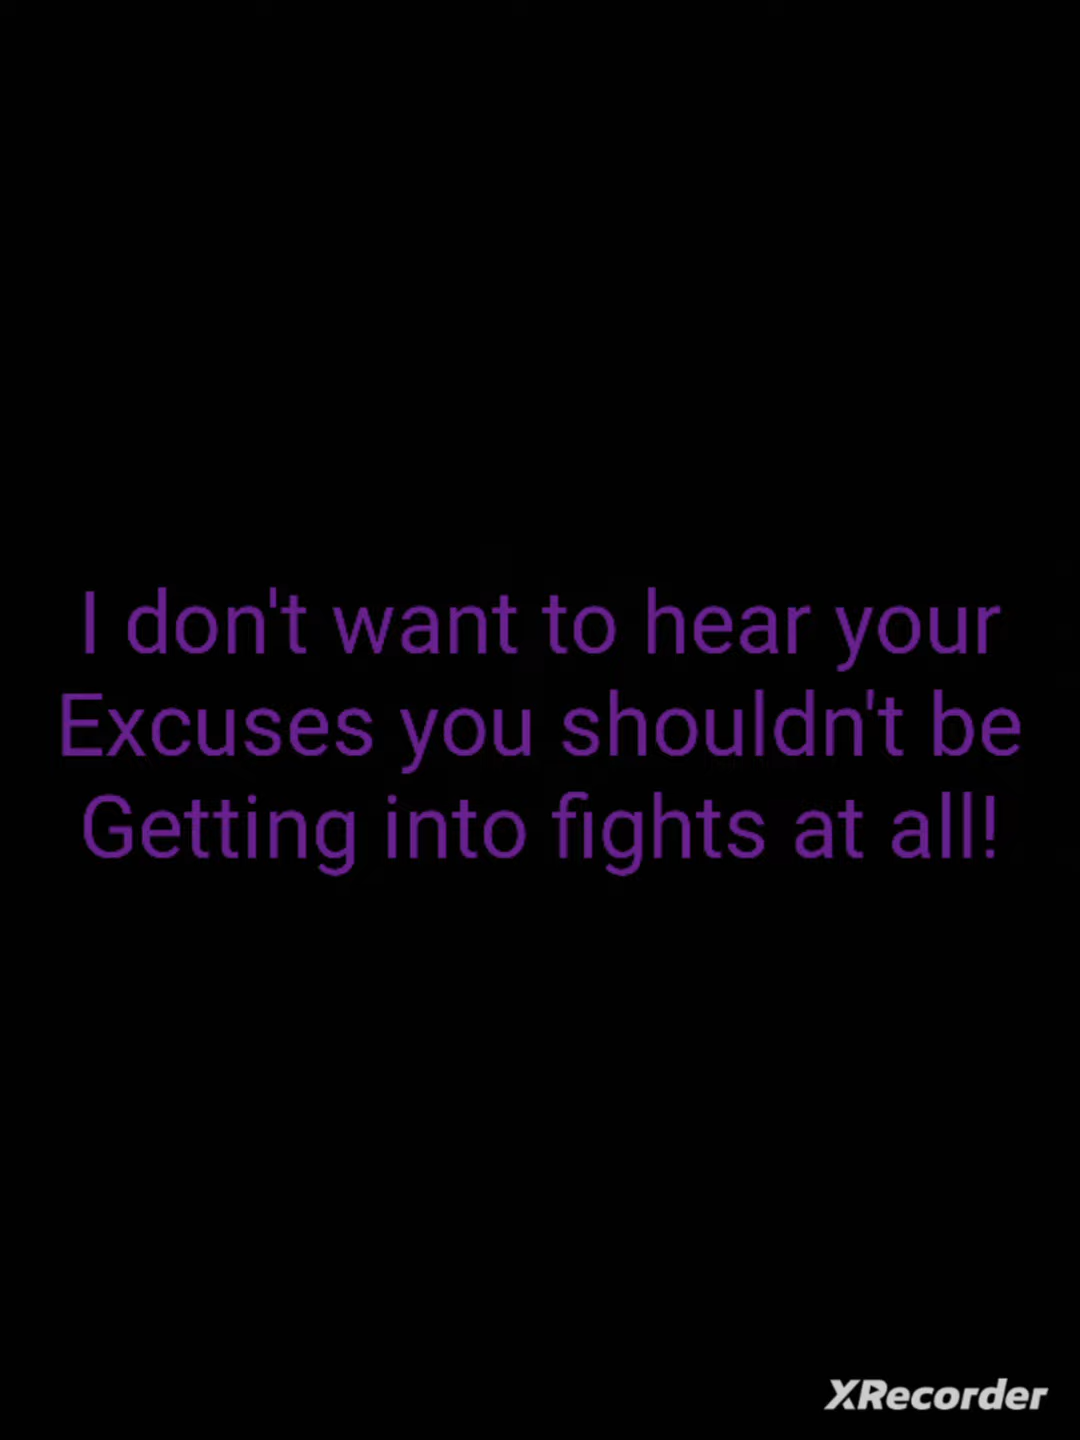 I don't want to hear your
Excuses you shouldn't be
Getting into fights at all!
XRecorder